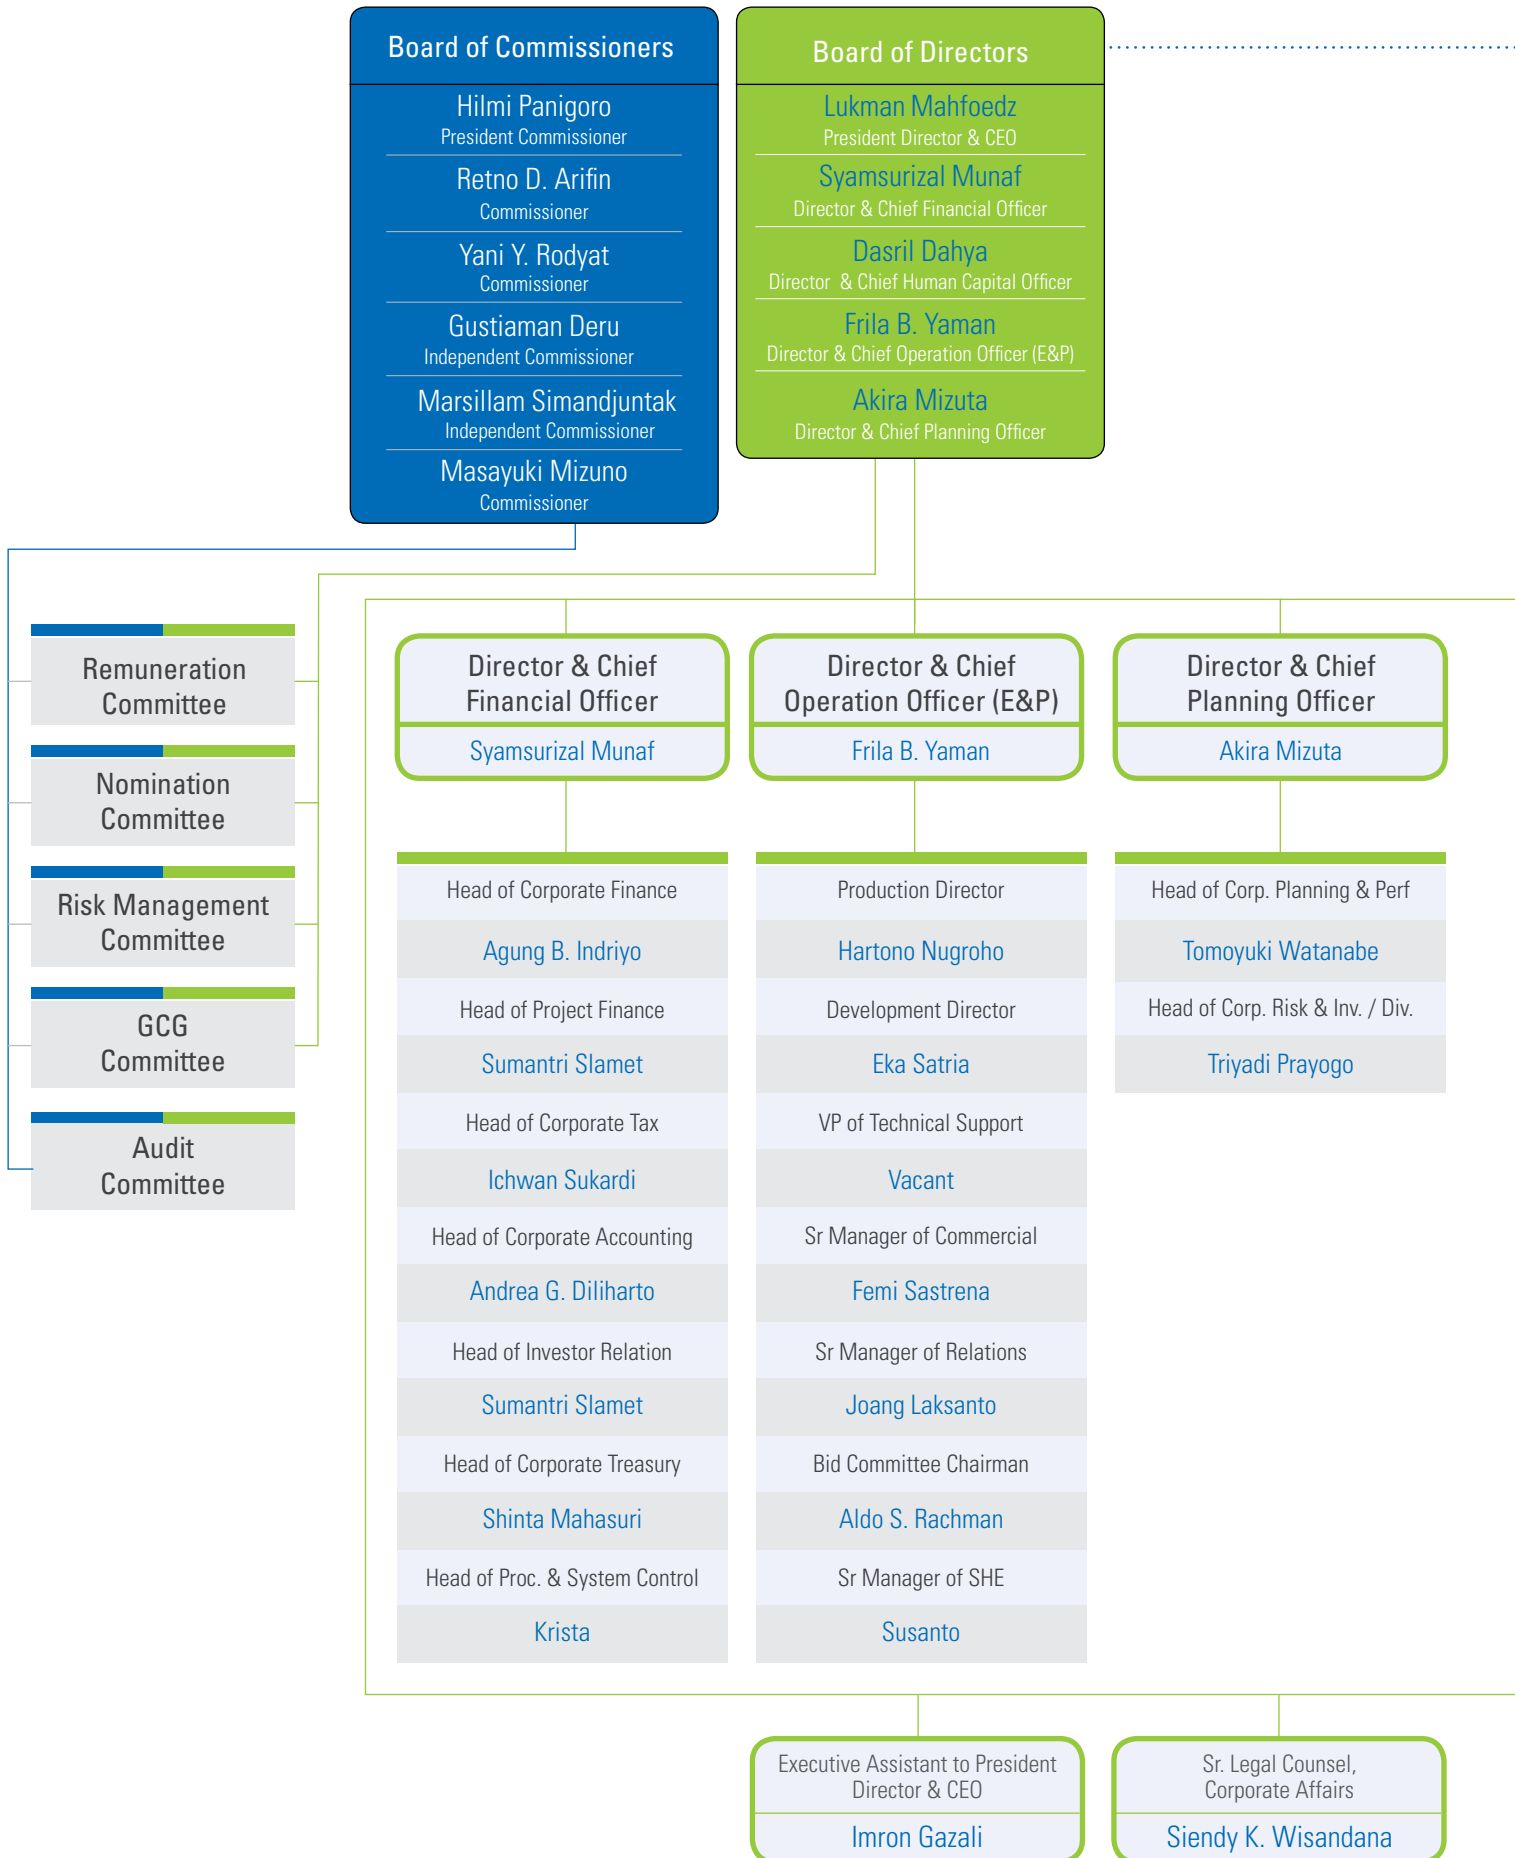 Board of Commissioners
Hilmi Panigoro
President Commissioner
Retno D. Arifin
Commissioner
Yani Y. Rodyat
Commissioner
Gustiaman Deru
Independent Commissioner
Marsillam Simandjuntak
Independent Commissioner
Masayuki Mizuno
Commissioner
Board of Directors
Lukman Mahfoedz
President Director & CEO
Syamsurizal Munaf
Director & Chief Financial Officer
Dasril Dahya
Director & Chief Human Capital Officer
Frila B. Yaman
Director & Chief Operation Officer (E&P)
Akira Mizuta
Director & Chief Planning Officer
Remuneration
Committee
Nomination
Committee
Risk Management
Committee
GCG
Committee
Audit
Committee
Director & Chief
Financial Officer
Syamsurizal Munaf
Head of Corporate Finance
Agung B. Indriyo
Head of Project Finance
Sumantri Slamet
Head of Corporate Tax
Ichwan Sukardi
Head of Corporate Accounting
Andrea G. Diliharto
Head of Investor Relation
Sumantri Slamet
Head of Corporate Treasury
Shinta Mahasuri
Head of Proc. & System Control
Krista
Director & Chief
Operation Officer (E&P)
Frila B. Yaman
Production Director
Hartono Nugroho
Development Director
Eka Satria
VP of Technical Support
Vacant
Sr Manager of Commercial
Femi Sastrena
Sr Manager of Relations
Joang Laksanto
Bid Committee Chairman
Aldo S. Rachman
Sr Manager of SHE
Susanto
Director & Chief
Planning Officer
Akira Mizuta
Head of Corp. Planning & Perf
Tomoyuki Watanabe
Head of Corp. Risk & Inv. / Div.
Triyadi Prayogo
Executive Assistant to President
Director & CEO
Imron Gazali
Sr. Legal Counsel,
Corporate Affairs
Siendy K. Wisandana